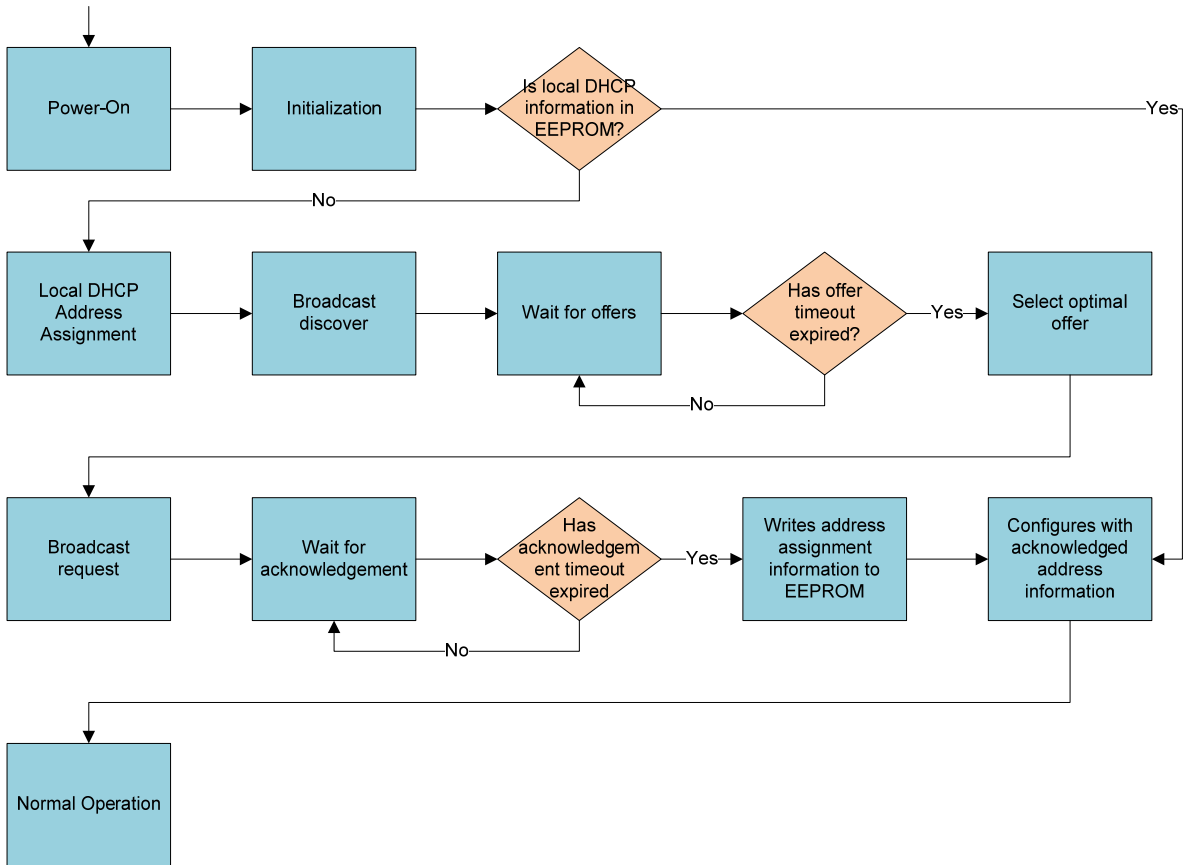 Power-On
Initialization
Is local DHCP
information in
EEPROM?
Yes
No
Local DHCP
Address
Assignment
Broadcast
discover
Wait for offers
Has offer
timeout
expired?
Yes
Select optimal
offer
No
Broadcast
request
Wait for
acknowledgement
Has
acknowledgem
ent timeout
expired
Yes
Writes address
assignment
information to
EEPROM
Configures with
acknowledged
address
information
No
Normal Operation